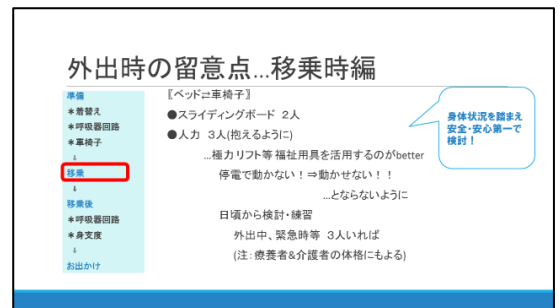 外出時の留意点...移乗時編
準備
＊着替え
＊呼吸器回路
＊車椅子
↓
移乗
↓
移乗後
＊呼吸器回路
＊身支度
↓
お出かけ
〖ベッド⇄車椅子〗
●スライディングボード 2人
●人力 3人(抱えるように)
...極力リフト等 福祉用具を活用するのがbetter
停電で動かない！⇒動かせない！！
...とならないように
日頃から検討・練習
外出中、緊急時等 3人いれば
(注：療養者&介護者の体格にもよる)
身体状況を踏まえ
安全・安心第一で
検討！